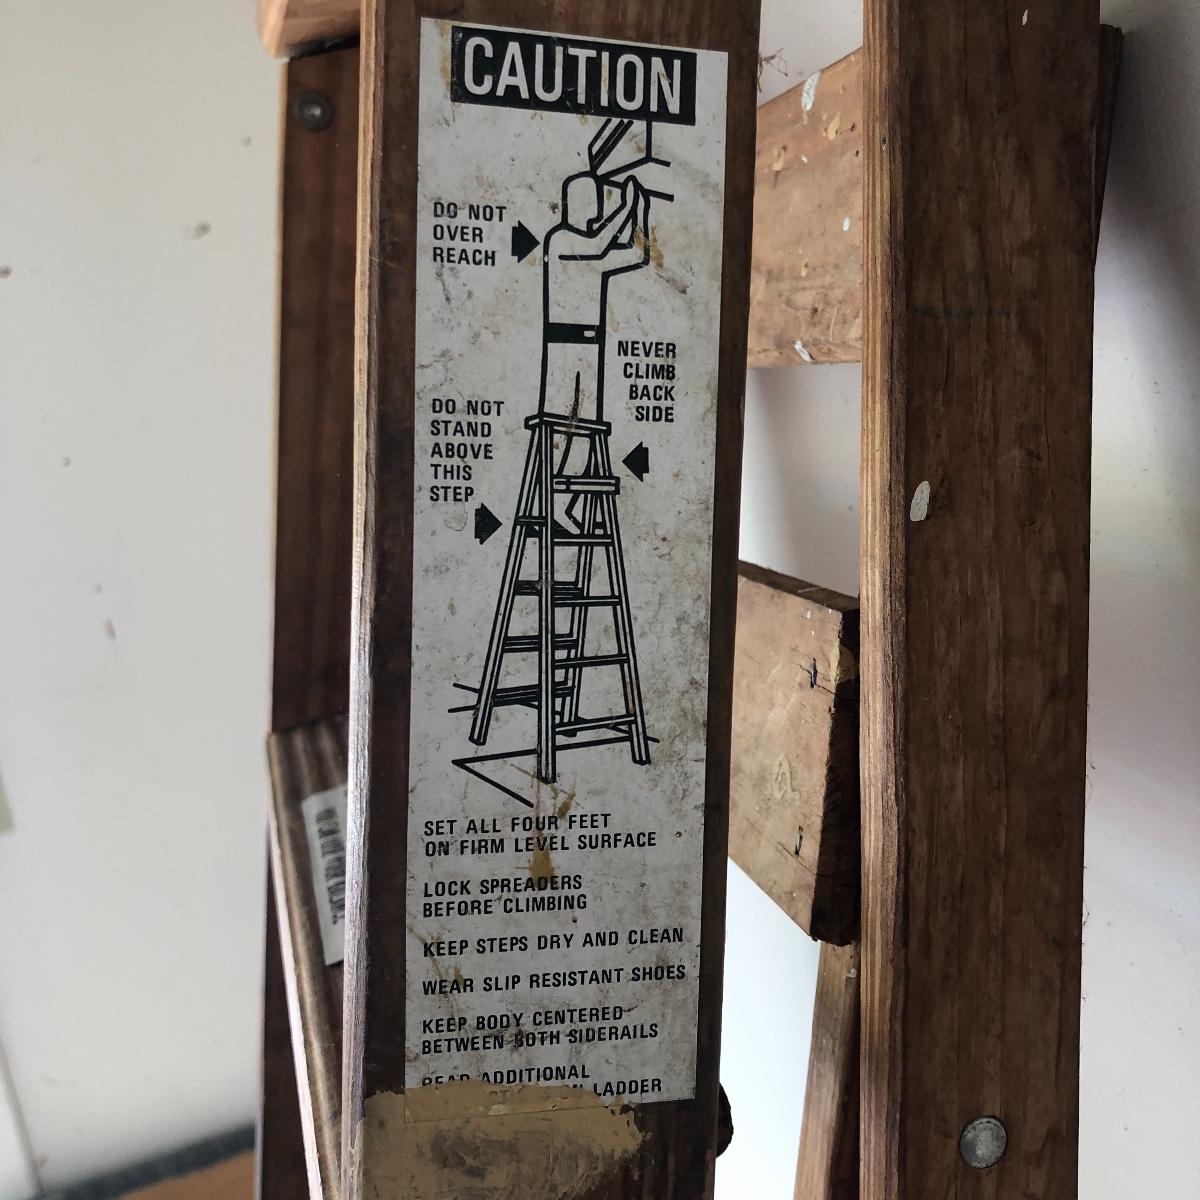 CAUTION
DO NOT
OVER
REACH
NEVER
CLIMB
BACK
SIDE
DO NOT
STAND
ABOVE
THIS
STEP
SET ALL FOUR FEET
ON FIRM LEVEL SURFACE
LOCK SPREADERS
BEFORE CLIMBING
KEEP STEPS DRY AND CLEAN
WEAR SLIP RESISTANT SHOES
KEEP BODY CENTERED
BETWEEN BOTH SIDERAILS
READ ADDITIONAL
LADDER